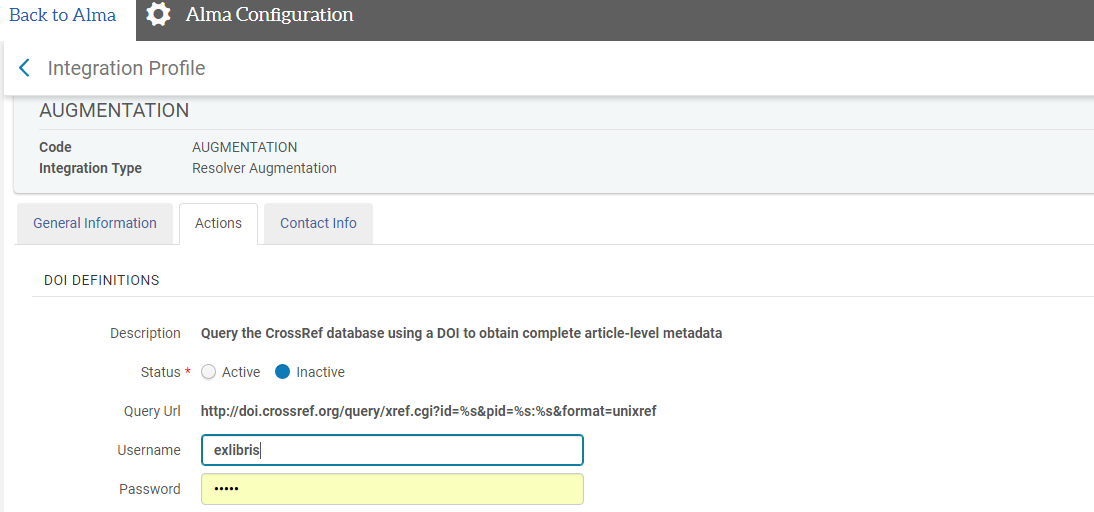 Back to Alma Alma Configuration
Integration Profile
AUGMENTATION
Code AUGMENTATION
Integration Type Resolver Augmentation
General Information Actions Contact Info
DOI DEFINITIONS
Description Query the CrossRef database using a DOI to obtain complete article-level metadata
Status * Active Inactive
Query Url http://doi.crossref.org/query/xref.cgi?id=%s&pid=%s:%s&format=unixref
Username exlibris
Password •••••